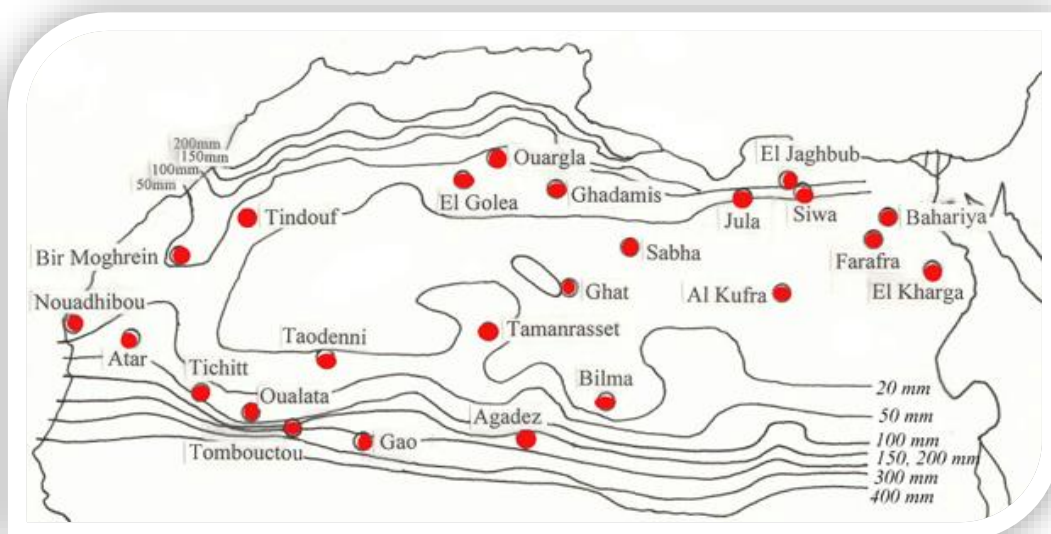 200mm
150mm
100mm
50mm
El Jaghbub
Ouargla
El Golea
Ghadamis
Siwa
Jula
Tindouf
Bahariya
Bir Moghrein
Sabha
Farafra
Ghat
Al Kufra
El Kharga
Nouadhibou
Taodenni
Tamanrasset
Atar
Tichitt
Oualata
Bilma
20 mm
Agadez
50 mm
Tombouctou
Gao
100 mm
150, 200 mm
300 mm
400 mm